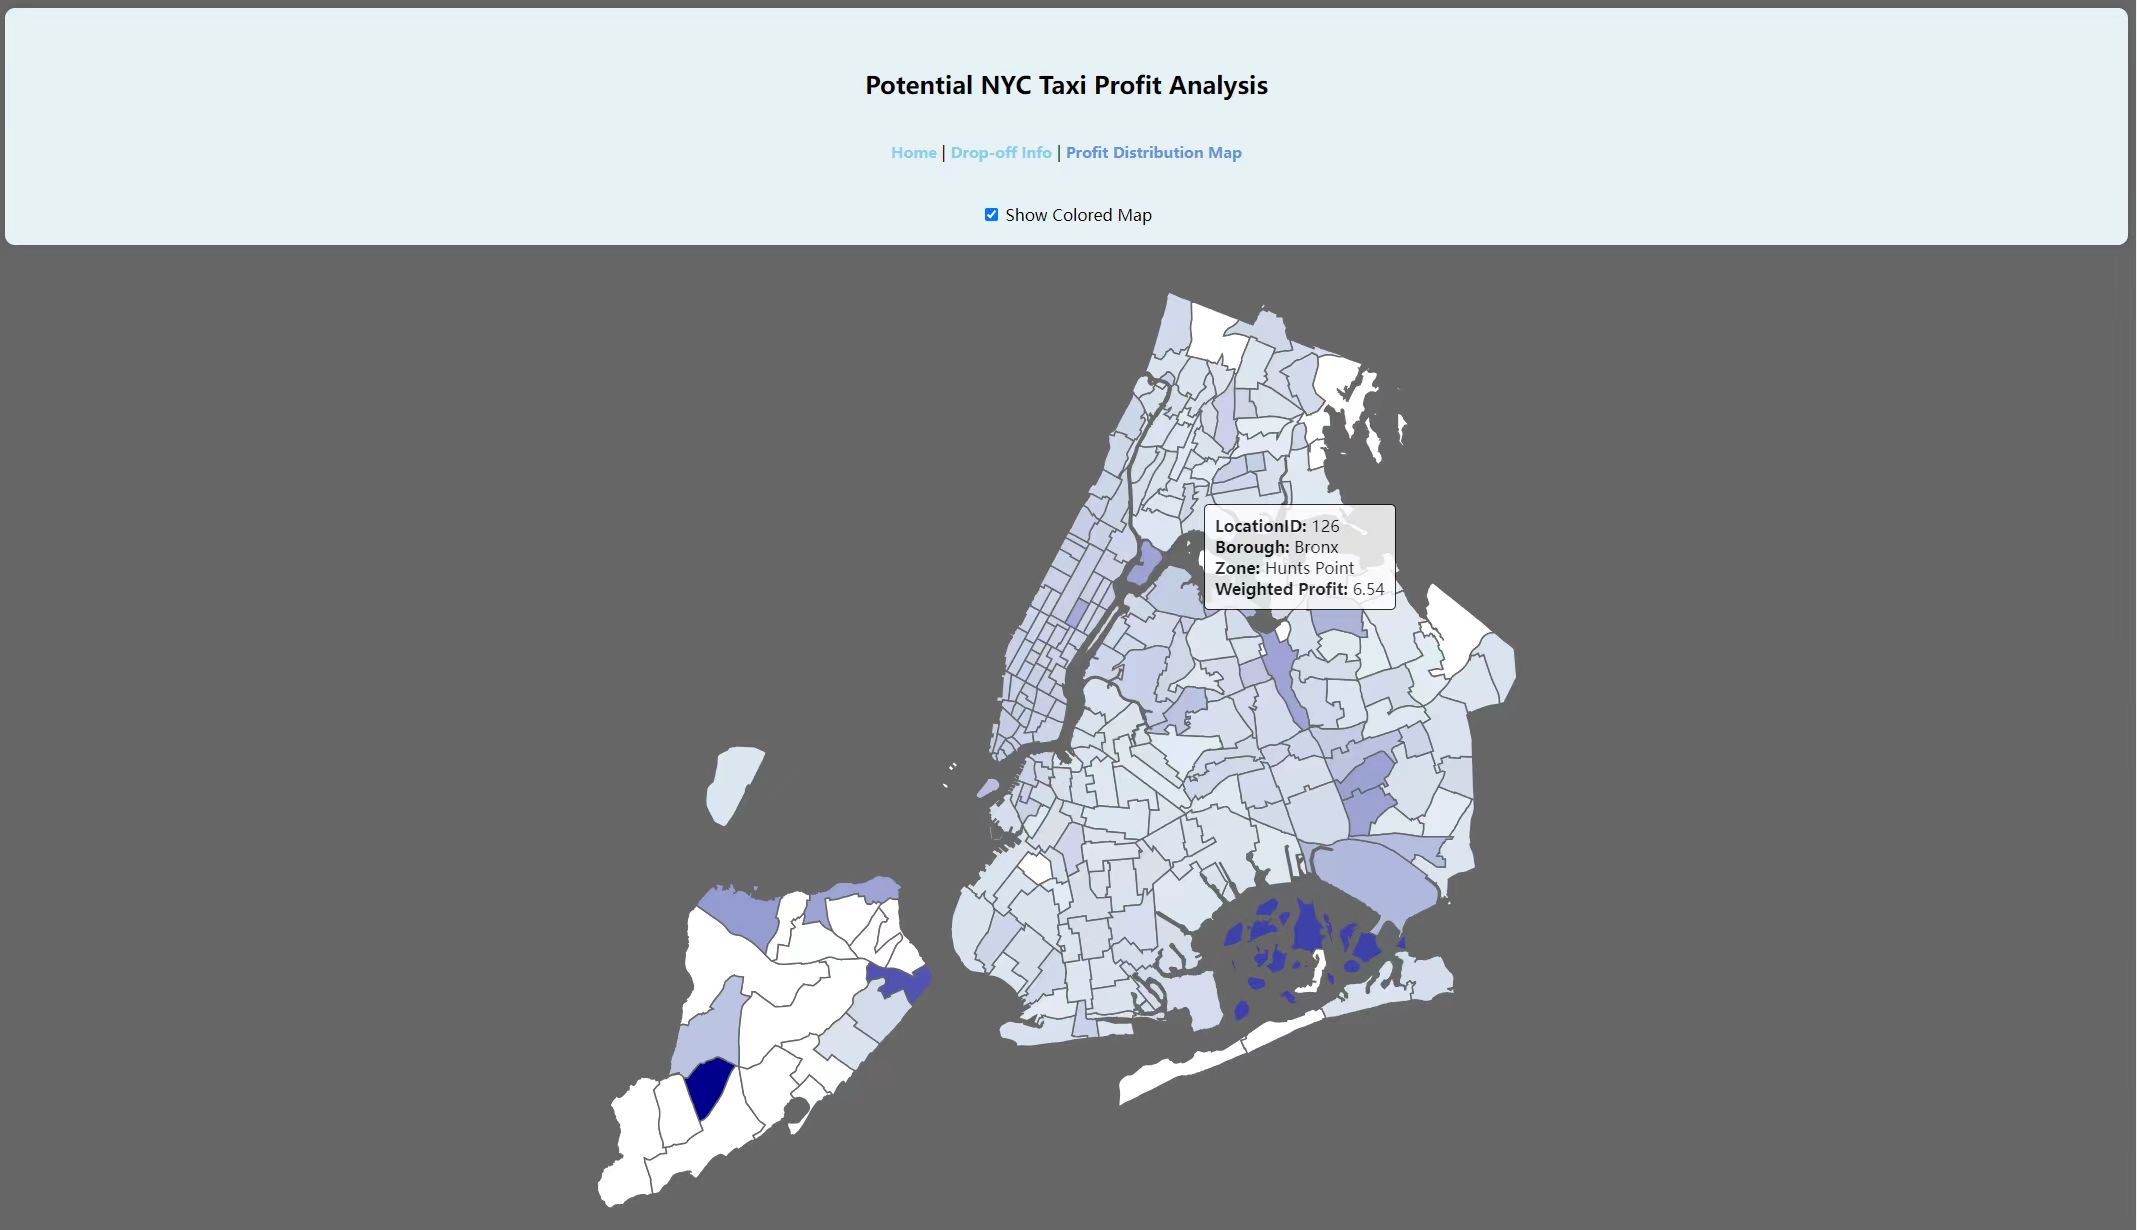 Potential NYC Taxi Profit Analysis
Home | Drop-off Info | Profit Distribution Map
Show Colored Map
LocationID: 126
Borough: Bronx
Zone: Hunts Point
Weighted Profit: 6.54